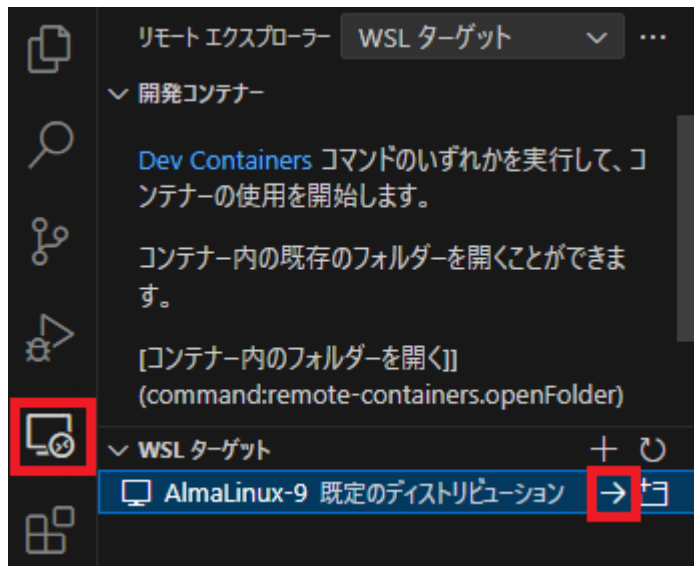 リモート エクスプローラー WSL ターゲット
開発コンテナー
Dev Containers コマンドのいずれかを実行して、コ
ンテナーの使用を開始します。
コンテナー内の既存のフォルダーを開くことができま
す。
[コンテナー内のフォルダーを開く]]
(command:remote-containers.openFolder)
WSL ターゲット
AlmaLinux-9 既定のディストリビューション